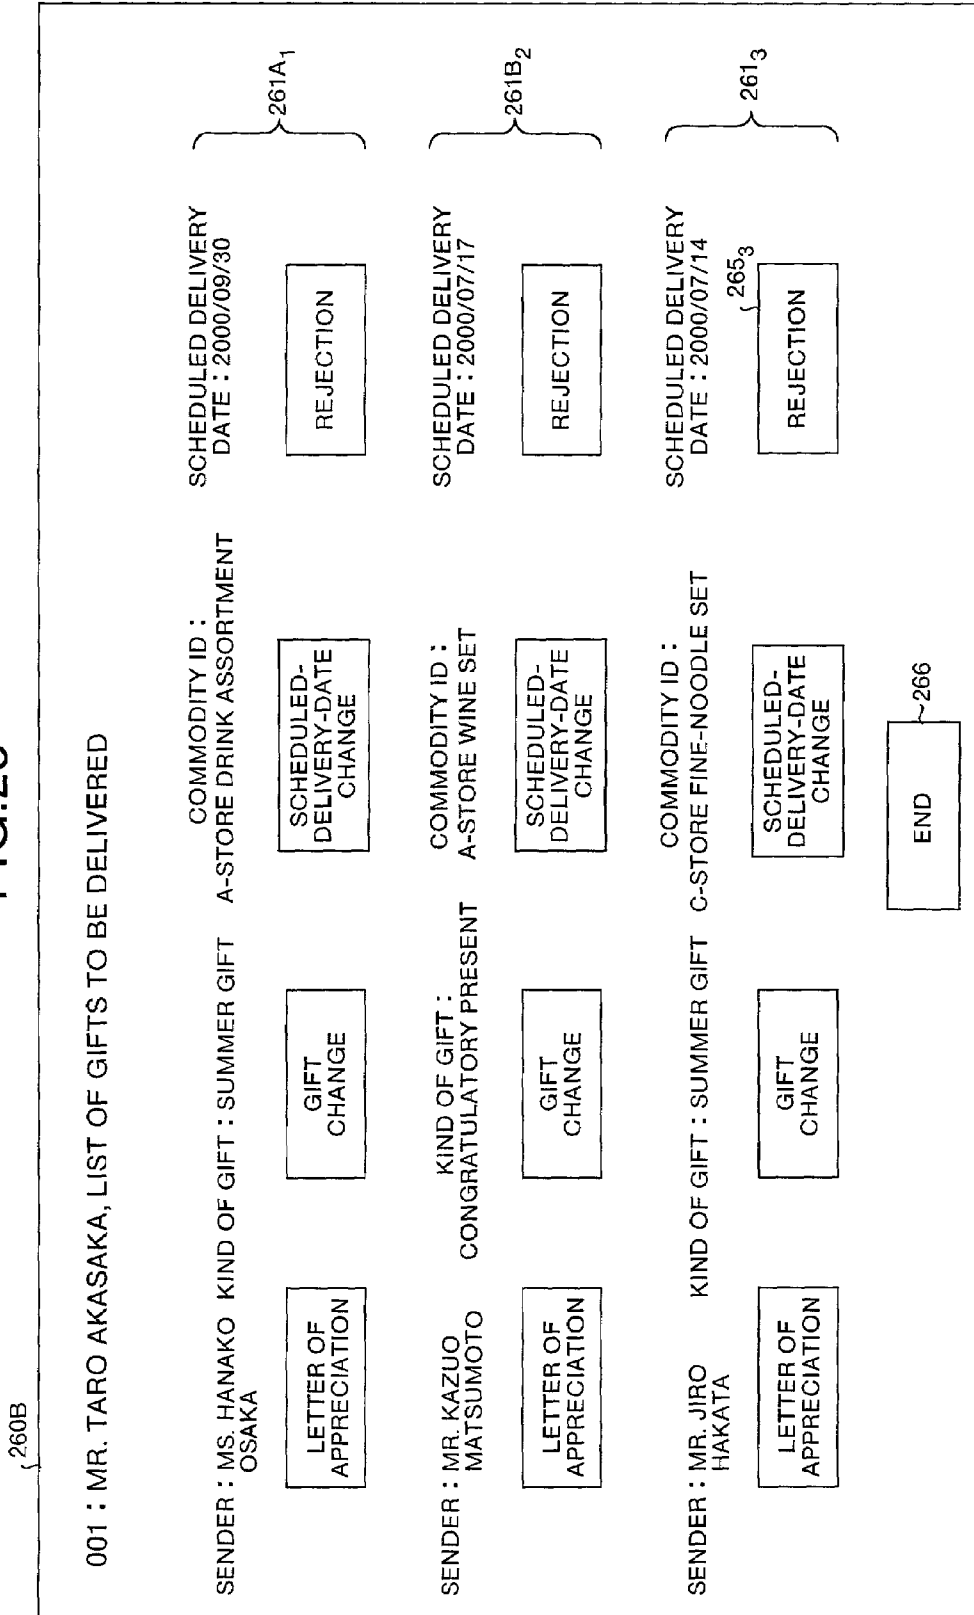 260B
001 : MR. TARO AKASAKA, LIST OF GIFTS TO BE DELIVERED
SENDER : MS. HANAKO OSAKA
KIND OF GIFT : SUMMER GIFT
COMMODITY ID :
A-STORE DRINK ASSORTMENT
SCHEDULED DELIVERY
DATE : 2000/09/30
261A1
LETTER OF
APPRECIATION
GIFT
CHANGE
SCHEDULED-
DELIVERY-DATE
CHANGE
REJECTION
SENDER : MR. KAZUO
MATSUMOTO
KIND OF GIFT :
CONGRATULATORY PRESENT
COMMODITY ID :
A-STORE WINE SET
SCHEDULED DELIVERY
DATE : 2000/07/17
261B2
LETTER OF
APPRECIATION
GIFT
CHANGE
SCHEDULED-
DELIVERY-DATE
CHANGE
REJECTION
SENDER : MR. JIRO
HAKATA
KIND OF GIFT : SUMMER GIFT
COMMODITY ID :
C-STORE FINE-NOODLE SET
SCHEDULED DELIVERY
DATE : 2000/07/14
2613
2653
LETTER OF
APPRECIATION
GIFT
CHANGE
SCHEDULED-
DELIVERY-DATE
CHANGE
REJECTION
END
266